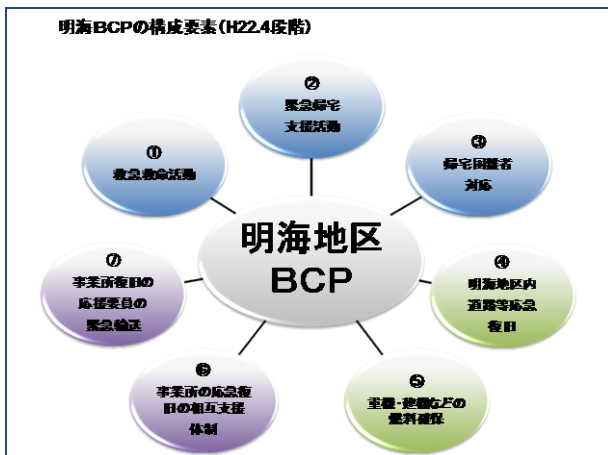 明海BCPの構成要素(H22.4段階)
②
緊急帰宅
支援活動
①
救急救命活動
③
帰宅困難者
対応
明海地区
BCP
⑦
事業所復旧の
応援要員の
緊急輸送
④
明海地区内
道路等応急
復旧
⑥
事業所の応急復
旧の相互支援
体制
⑤
重機・建機などの
燃料確保